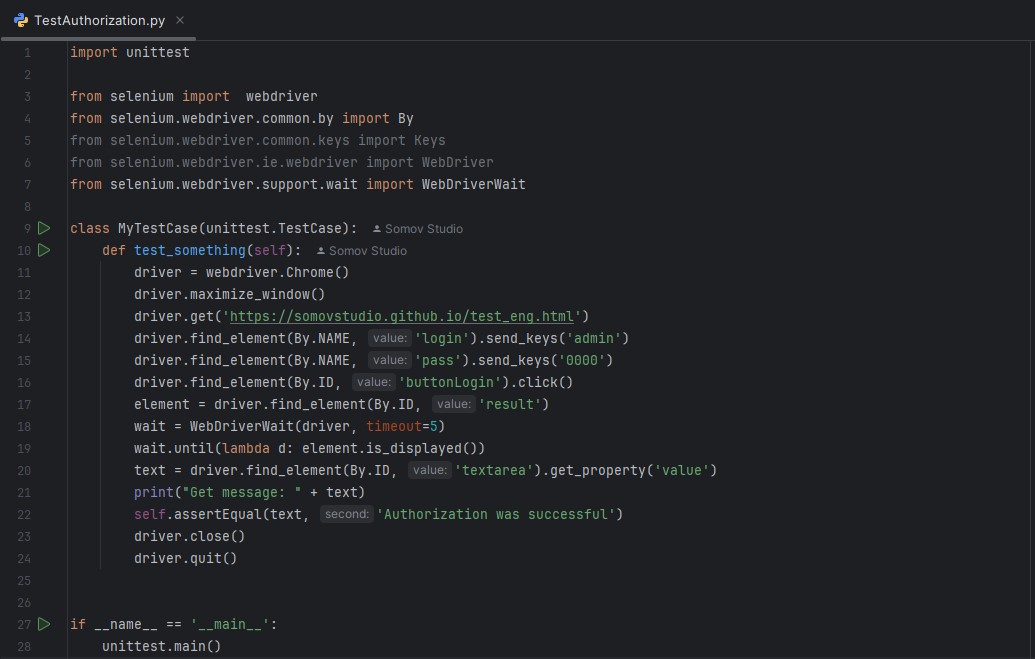 TestAuthorization.py
1 import unittest
2
3 from selenium import  webdriver
4 from selenium.webdriver.common.by import By
5 from selenium.webdriver.common.keys import Keys
6 from selenium.webdriver.ie.webdriver import WebDriver
7 from selenium.webdriver.support.wait import WebDriverWait
8
9 class MyTestCase(unittest.TestCase): Somov Studio
10     def test_something(self): Somov Studio
11         driver = webdriver.Chrome()
12         driver.maximize_window()
13         driver.get('https://somovstudio.github.io/test_eng.html')
14         driver.find_element(By.NAME, value: 'login').send_keys('admin')
15         driver.find_element(By.NAME, value: 'pass').send_keys('0000')
16         driver.find_element(By.ID, value: 'buttonLogin').click()
17         element = driver.find_element(By.ID, value: 'result')
18         wait = WebDriverWait(driver, timeout=5)
19         wait.until(lambda d: element.is_displayed())
20         text = driver.find_element(By.ID, value: 'textarea').get_property('value')
21         print("Get message: " + text)
22         self.assertEqual(text, second: 'Authorization was successful')
23         driver.close()
24         driver.quit()
25
26
27 if __name__ == '__main__':
28     unittest.main()